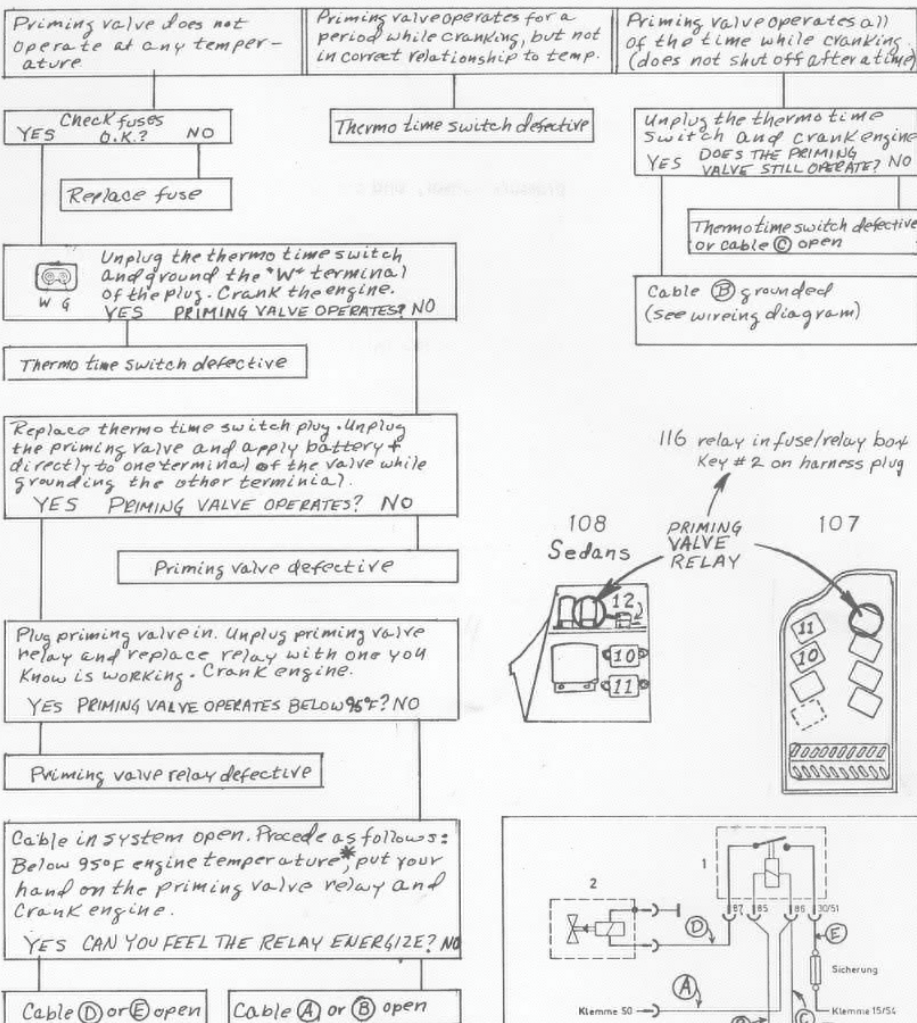 Priming valve does not
operate at any temper-
ature
Priming valve operates for a
period while cranking, but not
in correct relationship to temp.
Priming valve operates all
of the time while cranking.
(does not shut off after a time)
Check fuses
YES O.K.? NO
Replace fuse
Unplug the thermo time switch
and ground the "W" terminal
of the plug. Crank the engine.
W G
YES PRIMING VALVE OPERATES? NO
Thermo time switch defective
Replace thermo time switch plug. Unplug
the priming valve and apply battery +
directly to one terminal of the valve while
grounding the other terminial.
YES PRIMING VALVE OPERATES? NO
Priming valve defective
Plug priming valve in. Unplug priming valve
relay and replace relay with one you
know is working. Crank engine.
YES PRIMING VALVE OPERATES BELOW 95°F? NO
Priming valve relay defective
Cable in system open. Procede as follows:
Below 95°F engine temperature*, put your
hand on the priming valve relay and
Crank engine.
YES CAN YOU FEEL THE RELAY ENERGIZE? NO
Cable D or E open
Cable A or B open
Thermo time switch defective
Unplug the thermo time
switch and crank engine
YES DOES THE PRIMING
VALVE STILL OPERATE? NO
Thermo time switch defective
or cable C open
Cable B grounded
(see wireing diagram)
116 relay in fuse/relay box
Key #2 on harness plug
108
Sedans
PRIMING
VALVE
RELAY
107
12
10
11
11
10
1
2
87 85 86 30/51
D
E
A
Sicherung
Klemme 50
Klemme 15/54
C